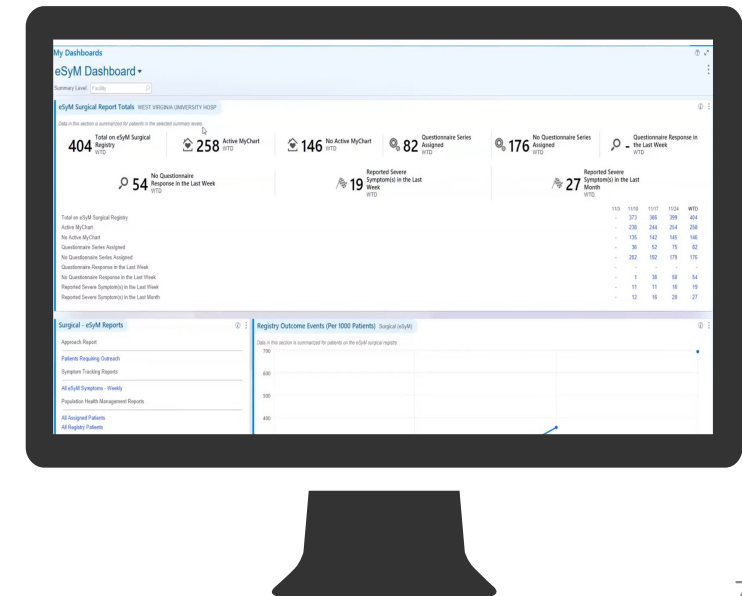 My Dashboards
eSyM Dashboard
Summary Level Facility
eSyM Surgical Report Totals WEST VIRGINIA UNIVERSITY HOSP
Data in this section is summarized for patients in the selected summary level
404 Total on eSyM Surgical Registry WTD
258 Active MyChart WTD
146 No Active MyChart WTD
82 Questionnaire Series Assigned WTD
176 No Questionnaire Series Assigned WTD
- Questionnaire Response in the Last Week WTD
54 No Questionnaire Response in the Last Week WTD
19 Reported Severe Symptom(s) in the Last Week WTD
27 Reported Severe Symptom(s) in the Last Month WTD
11/3 11/10 11/17 11/24 WTD
Total on eSyM Surgical Registry - 373 386 399 404
Active MyChart - 238 244 254 258
No Active MyChart - 135 142 145 146
Questionnaire Series Assigned - 36 52 75 82
No Questionnaire Series Assigned - 202 192 179 176
Questionnaire Response in the Last Week - - - - -
No Questionnaire Response in the Last Week - 1 38 50 54
Reported Severe Symptom(s) in the Last Week - 11 11 16 19
Reported Severe Symptom(s) in the Last Month - 12 16 20 27
Surgical - eSyM Reports
Approach Report
Patients Requiring Outreach
Symptom Tracking Reports
All eSyM Symptoms - Weekly
Population Health Management Reports
All Assigned Patients
All Registry Patients
Registry Outcome Events (Per 1000 Patients) Surgical (eSyM)
Data in this section is summarized for patients on the eSyM surgical registry
700
600
500
400